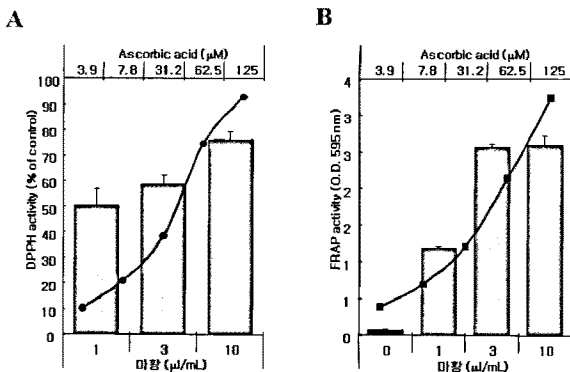 A
Ascorbic acid (μM)
3.9 7.8 31.2 62.5 125
DPPH activity (% of control)
100
90
80
70
60
50
40
30
20
10
0
1 3 10
마황 (μl/mL)
B
Ascorbic acid (μM)
3.9 7.8 31.2 62.5 125
FRAP activity (O.D. 595nm)
4
3
3
2
2
1
1
0
0 1 3 10
마황 (μl/mL)